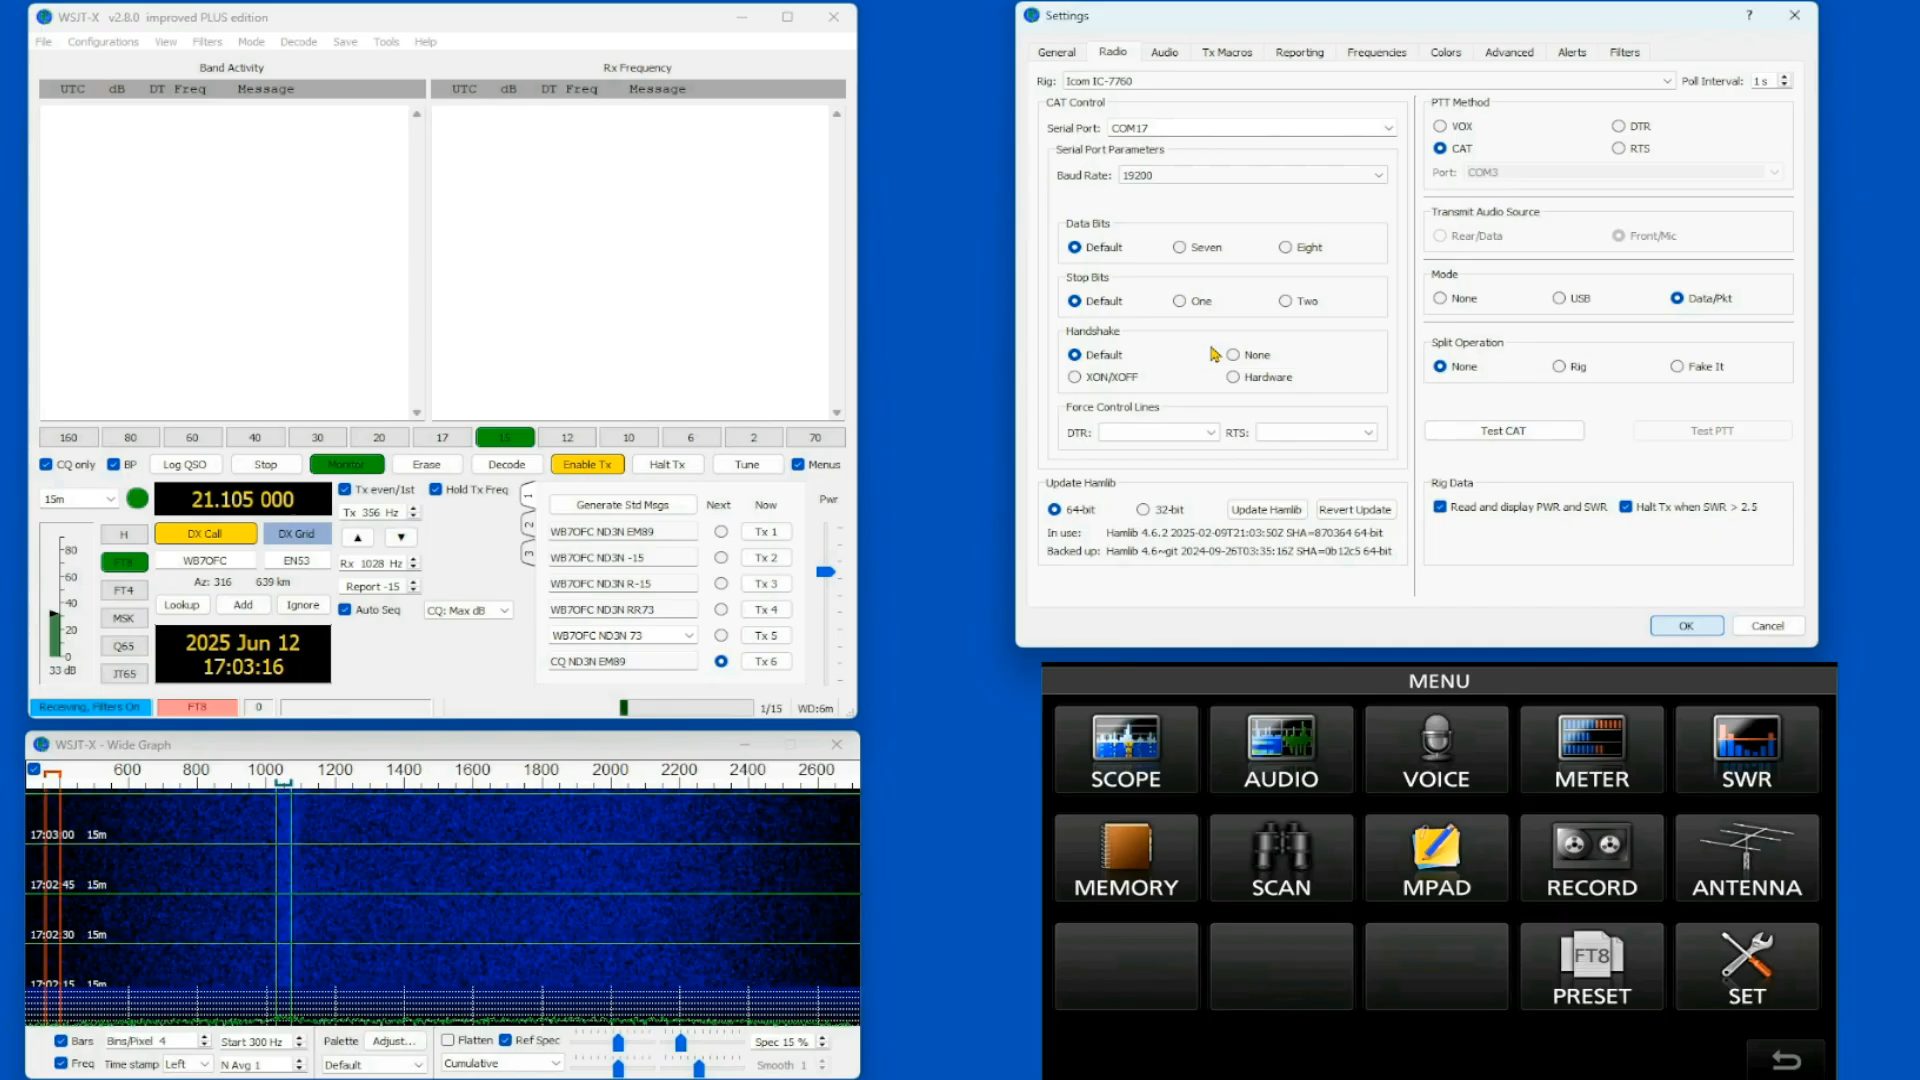 WSJT-X v2.8.0 improved PLUS edition
File Configurations View Filters Mode Decode Save Tools Help
Band Activity
Rx Frequency
UTC dB DT Freq Message
UTC dB DT Freq Message
160 80 60 40 30 20 17 15 12 10 6 2 70
CQ only BP Log QSO Stop Monitor Erase Decode Enable Tx Halt Tx Tune Menus
15m
21.105 000
Tx even/1st
Hold Tx Freq
Tx 356 Hz
H
DX Call
DX Grid
FT8
WB7OFC
EN53
Rx 1028 Hz
Az: 316 639 km
Report -15
FT4
Lookup Add Ignore
Auto Seq
CQ: Max dB
MSK
Q65
JT65
2025 Jun 12
17:03:16
-80
-60
-40
-20
-0
33 dB
1
2
3
Generate Std Msgs Next Now
Pwr
WB7OFC ND3N EM89 Tx 1
WB7OFC ND3N -15 Tx 2
WB7OFC ND3N R-15 Tx 3
WB7OFC ND3N RR73 Tx 4
WB7OFC ND3N 73 Tx 5
CQ ND3N EM89 Tx 6
Receiving, Filters On FT8 0 1/15 WD:6m
WSJT-X - Wide Graph
600 800 1000 1200 1400 1600 1800 2000 2200 2400 2600
17:03:00 15m
17:02:45 15m
17:02:30 15m
17:02:15 15m
Bars Bins/Pixel 4 Start 300 Hz Palette Adjust... Flatten Ref Spec Spec 15 %
Freq Time stamp Left N Avg 1 Default Cumulative Smooth 1
Settings
?
General Radio Audio Tx Macros Reporting Frequencies Colors Advanced Alerts Filters
Rig: Icom IC-7760 Poll Interval: 1 s
CAT Control
Serial Port: COM17
Serial Port Parameters
Baud Rate: 19200
Data Bits
Default Seven Eight
Stop Bits
Default One Two
Handshake
Default None
XON/XOFF Hardware
Force Control Lines
DTR: RTS:
Update Hamlib
64-bit 32-bit Update Hamlib Revert Update
In use: Hamlib 4.6.2 2025-02-09T21:03:50Z SHA=870364 64-bit
Backed up: Hamlib 4.6~git 2024-09-26T03:35:16Z SHA=0b12c5 64-bit
PTT Method
VOX DTR
CAT RTS
Port: COM3
Transmit Audio Source
Rear/Data Front/Mic
Mode
None USB Data/Pkt
Split Operation
None Rig Fake It
Test CAT Test PTT
Rig Data
Read and display PWR and SWR Halt Tx when SWR > 2.5
OK Cancel
MENU
SCOPE AUDIO VOICE METER SWR
MEMORY SCAN MPAD RECORD ANTENNA
FT8
PRESET SET